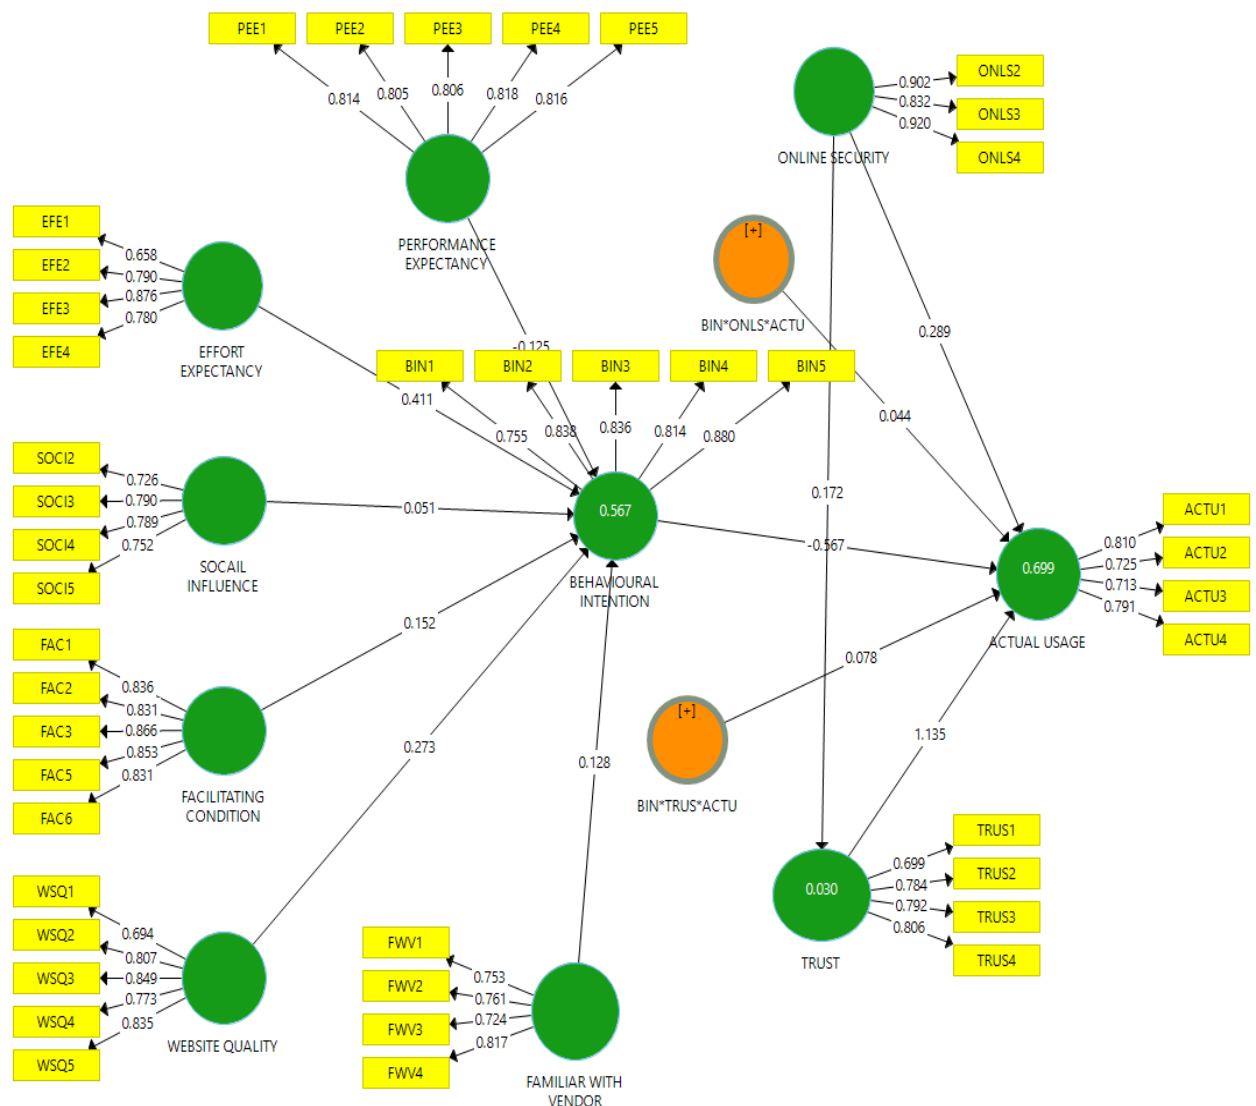 PEE1
PEE2
PEE3
PEE4
PEE5
0.814
0.805
0.806
0.818
0.816
PERFORMANCE
EXPECTANCY
-0.125
ONLS2
ONLS3
ONLS4
0.902
0.832
0.920
ONLINE SECURITY
0.289
0.172
[+]
BIN*ONLS*ACTU
0.044
EFE1
EFE2
EFE3
EFE4
0.658
0.790
0.876
0.780
EFFORT
EXPECTANCY
0.411
BIN1
BIN2
BIN3
BIN4
BIN5
0.755
0.838
0.836
0.814
0.880
0.567
BEHAVIOURAL
INTENTION
-0.567
SOCI2
SOCI3
SOCI4
SOCI5
0.726
0.790
0.789
0.752
SOCAIL
INFLUENCE
0.051
ACTU1
ACTU2
ACTU3
ACTU4
0.810
0.725
0.713
0.791
0.699
ACTUAL USAGE
FAC1
FAC2
FAC3
FAC5
FAC6
0.836
0.831
0.866
0.853
0.831
FACILITATING
CONDITION
0.152
[+]
BIN*TRUS*ACTU
0.078
1.135
WSQ1
WSQ2
WSQ3
WSQ4
WSQ5
0.694
0.807
0.849
0.773
0.835
WEBSITE QUALITY
0.273
FWV1
FWV2
FWV3
FWV4
0.753
0.761
0.724
0.817
FAMILIAR WITH
VENDOR
0.128
TRUS1
TRUS2
TRUS3
TRUS4
0.699
0.784
0.792
0.806
0.030
TRUST